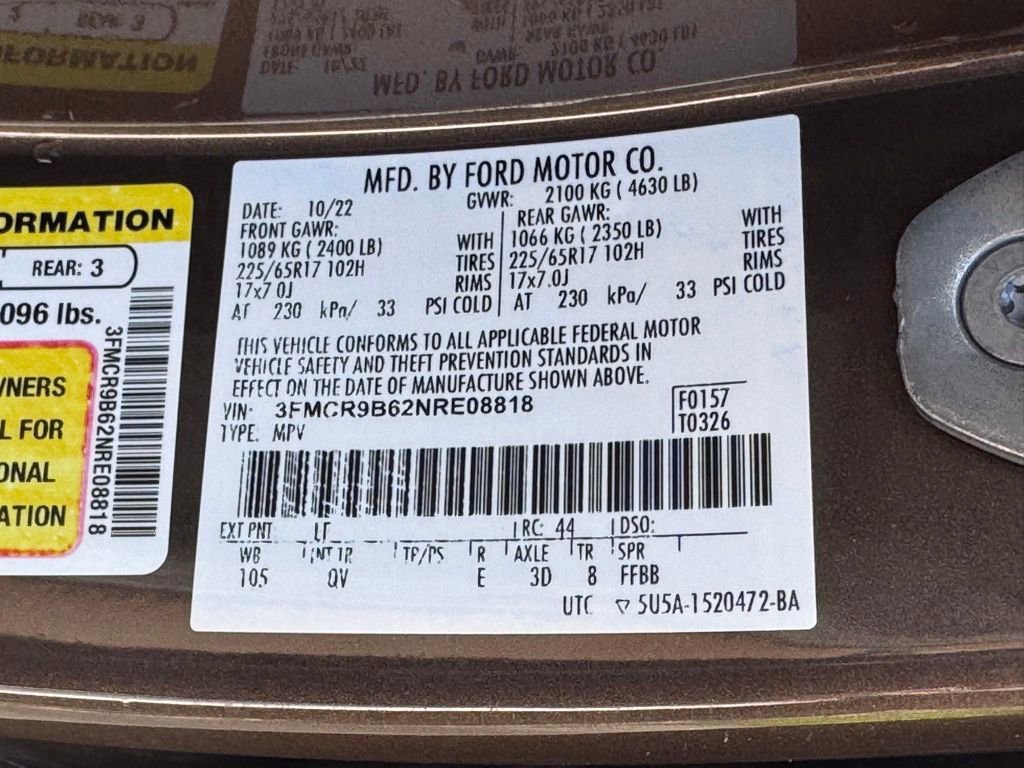 MFD. BY FORD MOTOR CO.
DATE: 10/22
GVWR: 2100 KG ( 4630 LB)
FRONT GAWR:
1089 KG ( 2400 LB) WITH
225/65R17 102H TIRES
17x7.0J RIMS
AT 230 kPa/ 33 PSI COLD
REAR GAWR: WITH
1066 KG ( 2350 LB) TIRES
225/65R17 102H RIMS
17x7.0J
AT 230 kPa/ 33 PSI COLD
THIS VEHICLE CONFORMS TO ALL APPLICABLE FEDERAL MOTOR
VEHICLE SAFETY AND THEFT PREVENTION STANDARDS IN
EFFECT ON THE DATE OF MANUFACTURE SHOWN ABOVE.
VIN: 3FMCR9B62NRE08818
TYPE: MPV
F0157
T0326
EXT PNT: LF RC: 44 DSO:
WB INT TR TP/PS R AXLE TR SPR
105 QV E 3D 8 FFBB
UTC ▽ 5U5A-1520472-BA
ORMATION
REAR: 3
096 lbs.
WNERS
L FOR
ONAL
ATION
3FMCR9B62NRE08818